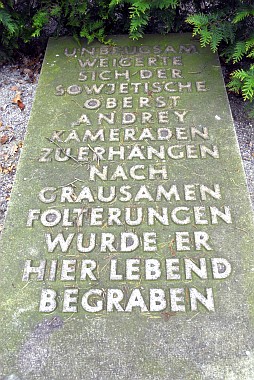 UNBEUGSAM
WEIGERTE
SICH DER
SOWJETISCHE
OBERST
ANDREY
KAMERADEN
ZU ERHÄNGEN
NACH
GRAUSAMEN
FOLTERUNGEN
WURDE ER
HIER LEBEND
BEGRABEN